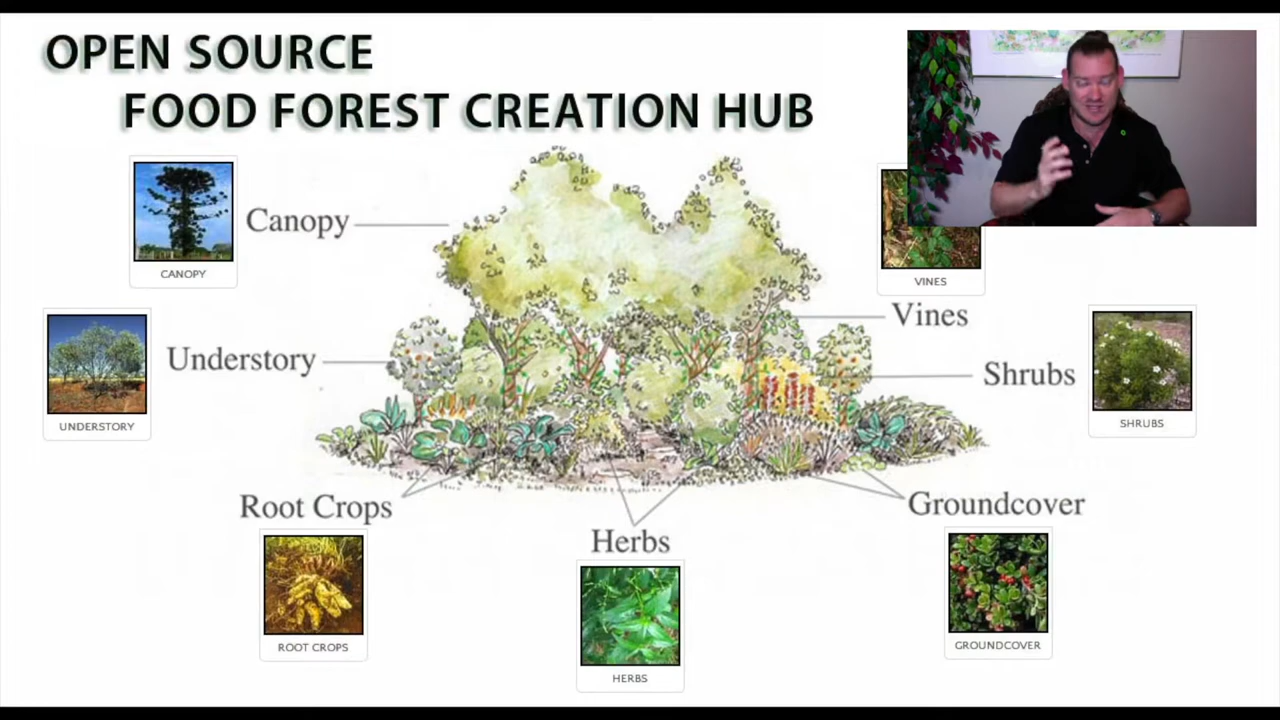 OPEN SOURCE
FOOD FOREST CREATION HUB
CANOPY
Canopy
VINES
Vines
UNDERSTORY
Understory
Shrubs
SHRUBS
Root Crops
ROOT CROPS
Herbs
HERBS
Groundcover
GROUNDCOVER